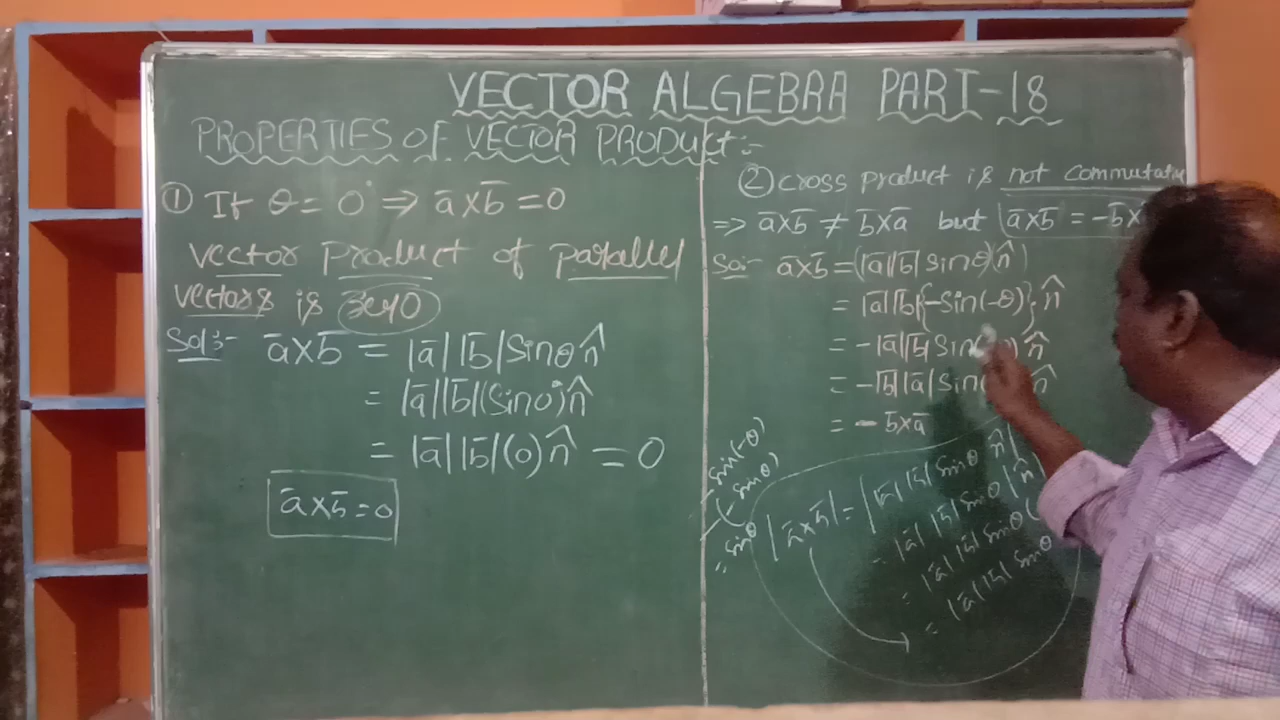 VECTOR ALGEBRA PART-18
PROPERTIES OF VECTOR PRODUCT:-
① If θ = 0° ⇒ a̅ x b̅ = 0
Vector Product of parallel
vectors is zero
Sol:- a̅ x b̅ = |a̅| |b̅| Sinθ n̂
= |a̅| |b̅| (Sin0°) n̂
= |a̅| |b̅| (0) n̂ = 0
a̅ x b̅ = 0
② Cross Product is not commutative
⇒ a̅ x b̅ ≠ b̅ x a̅ but a̅ x b̅ = -b̅ x
Sol:- a̅ x b̅ = (|a̅| |b̅| Sinθ) n̂
= |a̅| |b̅| {-Sin(-θ)}. n̂
= -|a̅| |b̅| Sin( ) n̂
= -|b̅| |a̅| Sin( n̂
= - b̅ x a̅
- Sin(-θ)
-(- Sinθ)
= Sinθ
|a̅ x b̅| = | |a̅| |b̅| Sinθ n̂ |
= |a̅| |b̅| Sinθ |n̂|
= |a̅| |b̅| Sinθ (
= |a̅| |b̅| Sinθ